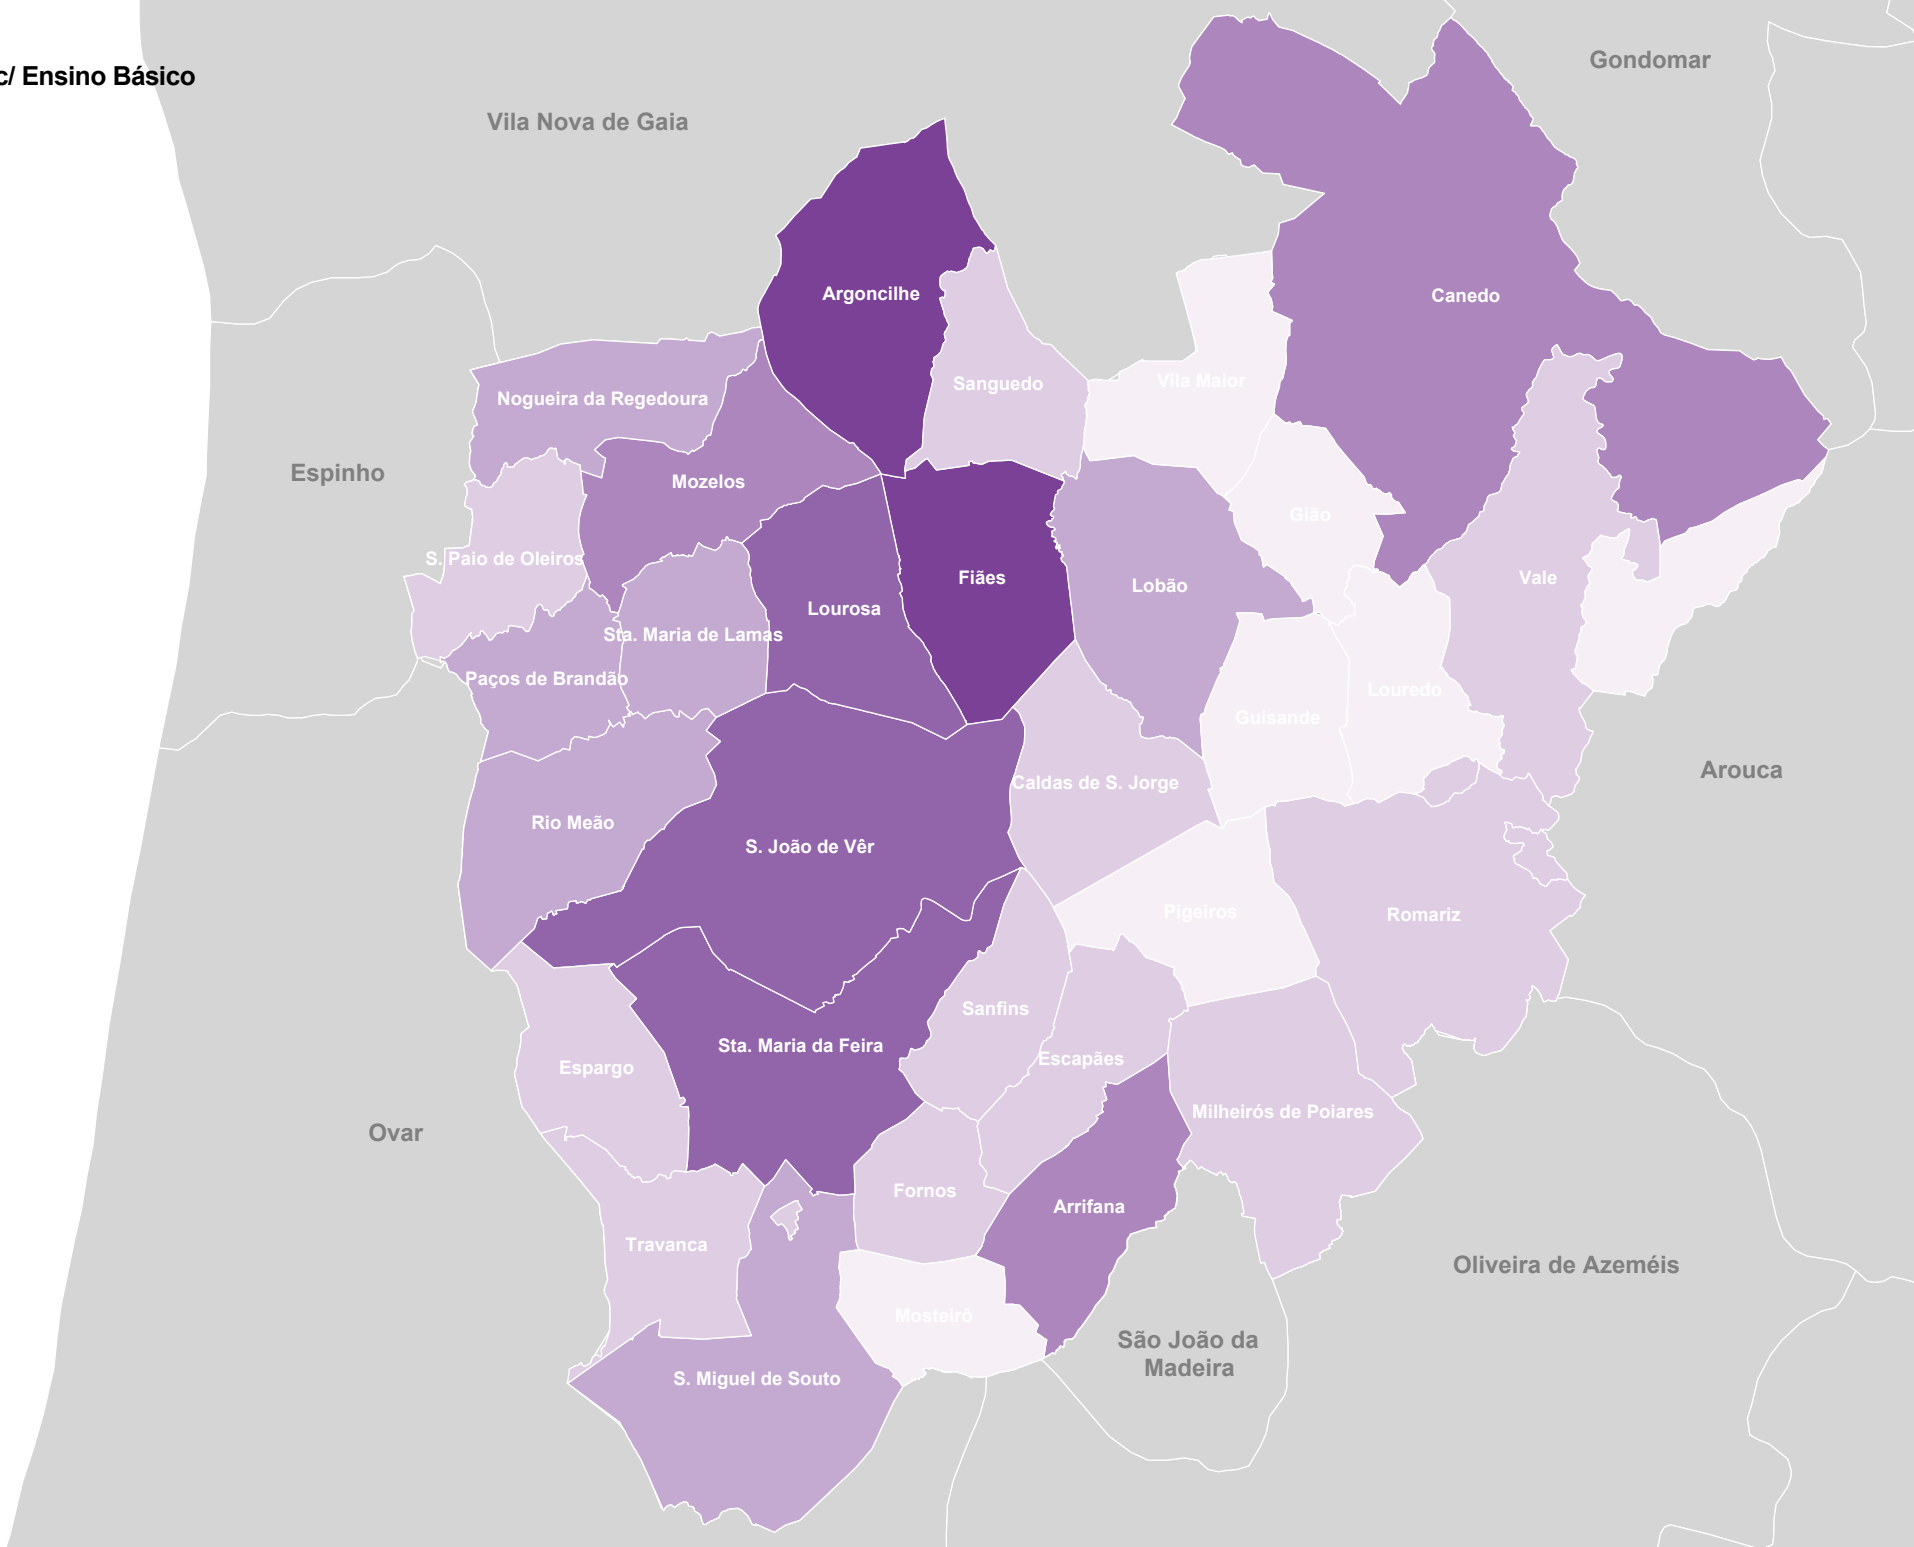 Gondomar
c/ Ensino Básico
Vila Nova de Gaia
Argoncilhe
Canedo
Sanguedo
Vila Maior
Nogueira da Regedoura
Espinho
Mozelos
Gião
S. Paio de Oleiros
Fiães
Lobão
Vale
Lourosa
Sta. Maria de Lamas
Paços de Brandão
Louredo
Guisande
Arouca
Caldas de S. Jorge
Rio Meão
S. João de Vêr
Pigeiros
Romariz
Sanfins
Sta. Maria da Feira
Escapães
Espargo
Milheirós de Poiares
Ovar
Fornos
Arrifana
Travanca
Oliveira de Azeméis
Mosteirô
São João da
Madeira
S. Miguel de Souto